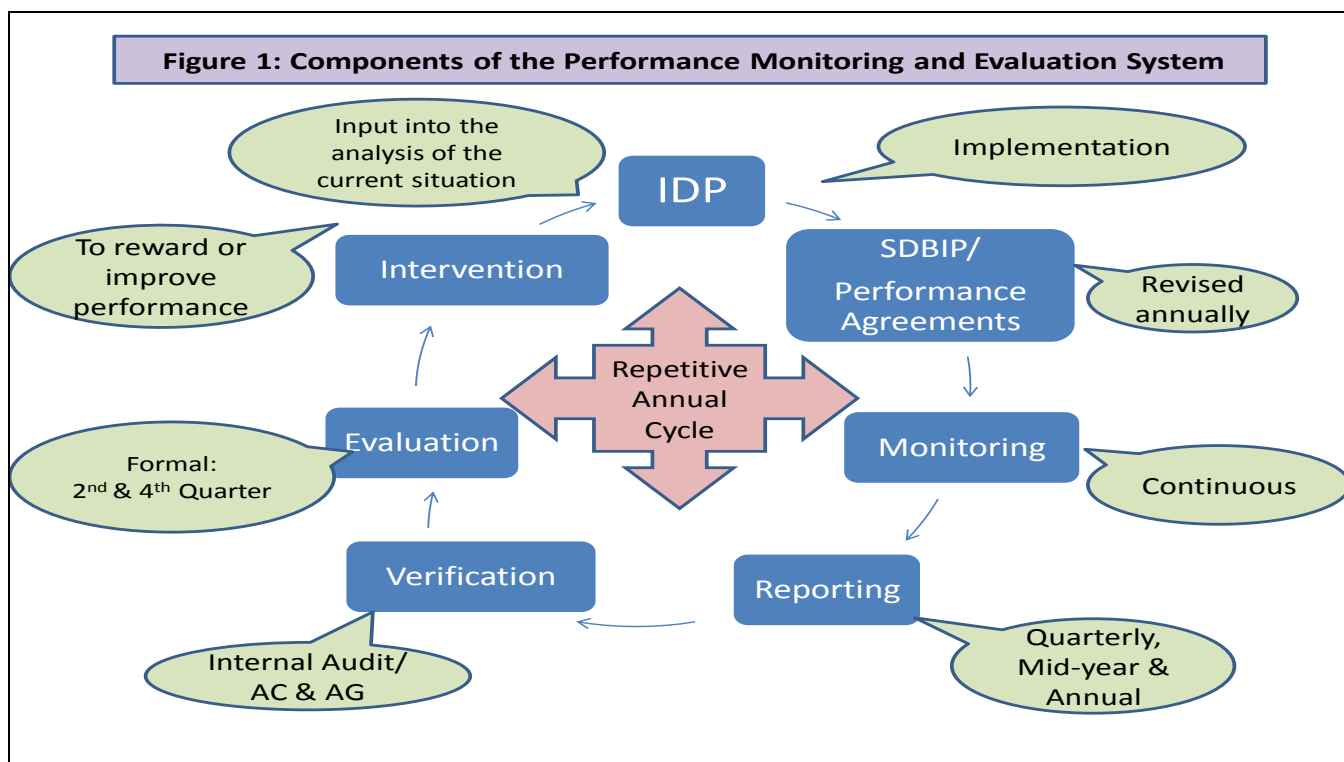 Figure 1: Components of the Performance Monitoring and Evaluation System
Input into the
analysis of the
current situation
IDP
Implementation
To reward or
improve
performance
Intervention
SDBIP/
Performance
Agreements
Revised
annually
Repetitive
Annual
Cycle
Evaluation
Formal:
2nd & 4th Quarter
Monitoring
Continuous
Verification
Reporting
Internal Audit/
AC & AG
Quarterly,
Mid-year &
Annual